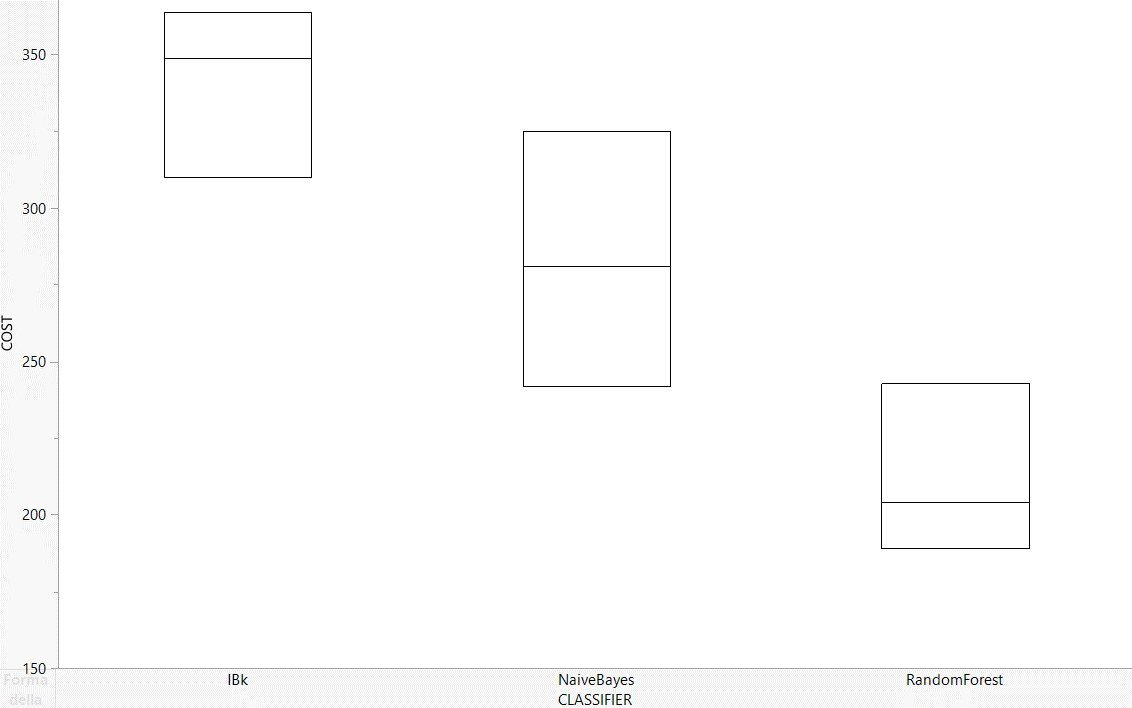 350
300
250
200
150
COST
IBk
NaiveBayes
RandomForest
CLASSIFIER
Forma
della